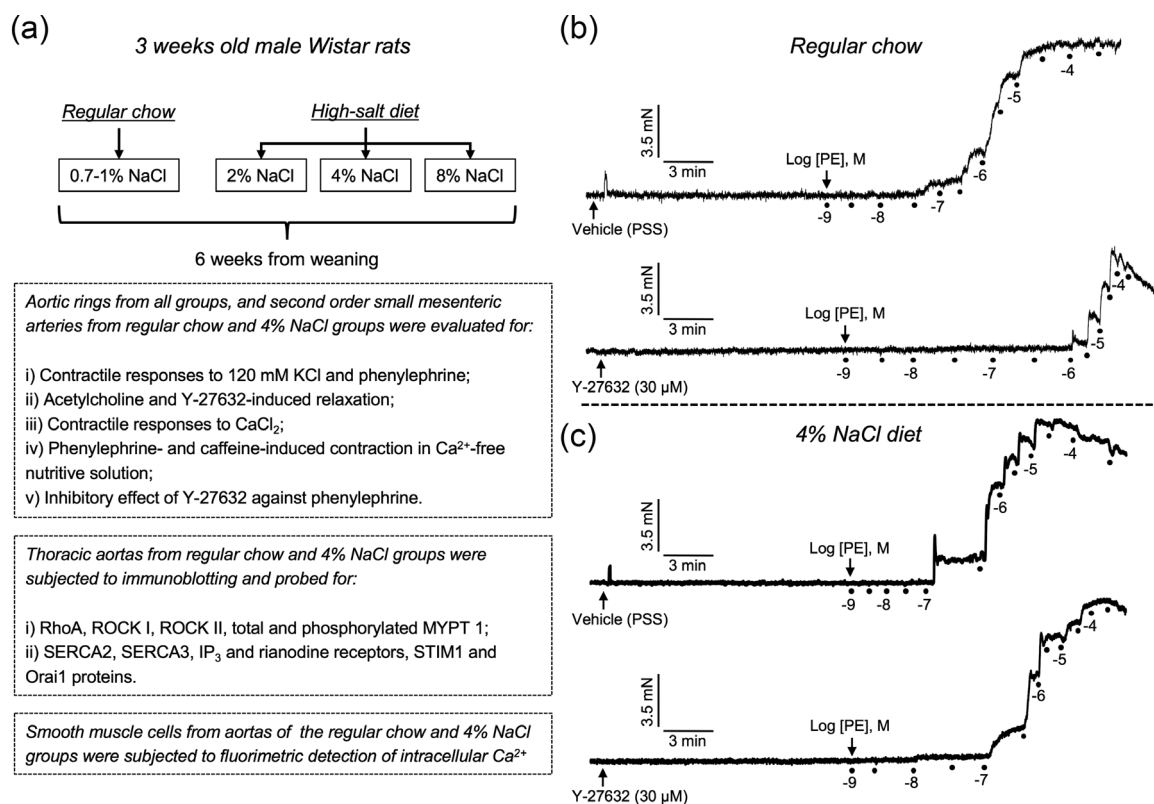 (a)
3 weeks old male Wistar rats
Regular chow
High-salt diet
0.7-1% NaCl
2% NaCl
4% NaCl
8% NaCl
6 weeks from weaning
Aortic rings from all groups, and second order small mesenteric
arteries from regular chow and 4% NaCl groups were evaluated for:
i) Contractile responses to 120 mM KCl and phenylephrine;
ii) Acetylcholine and Y-27632-induced relaxation;
iii) Contractile responses to CaCl₂;
iv) Phenylephrine- and caffeine-induced contraction in Ca²⁺-free
nutritive solution;
v) Inhibitory effect of Y-27632 against phenylephrine.
Thoracic aortas from regular chow and 4% NaCl groups were
subjected to immunoblotting and probed for:
i) RhoA, ROCK I, ROCK II, total and phosphorylated MYPT 1;
ii) SERCA2, SERCA3, IP₃ and rianodine receptors, STIM1 and
Orai1 proteins.
Smooth muscle cells from aortas of the regular chow and 4% NaCl
groups were subjected to fluorimetric detection of intracellular Ca²⁺
(b)
Regular chow
3.5 mN
3 min
Log [PE], M
-9
-8
-7
-6
-5
-4
Vehicle (PSS)
3.5 mN
3 min
Log [PE], M
-9
-8
-7
-6
-5
-4
Y-27632 (30 µM)
(c)
4% NaCl diet
3.5 mN
3 min
Log [PE], M
-9
-8
-7
-6
-5
-4
Vehicle (PSS)
3.5 mN
3 min
Log [PE], M
-9
-8
-7
-6
-5
-4
Y-27632 (30 µM)